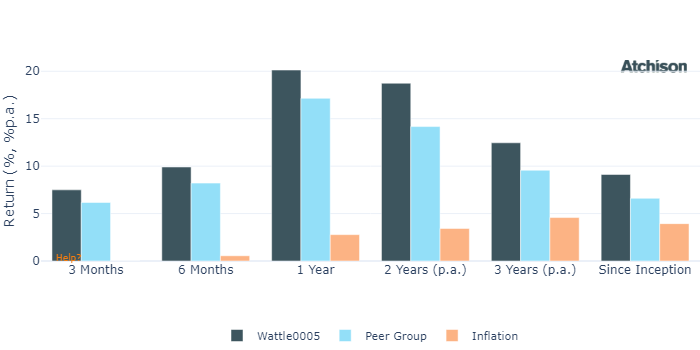 Atchison
Return (%, %p.a.)
20
15
10
5
0
Help?
3 Months
6 Months
1 Year
2 Years (p.a.)
3 Years (p.a.)
Since Inception
Wattle0005
Peer Group
Inflation